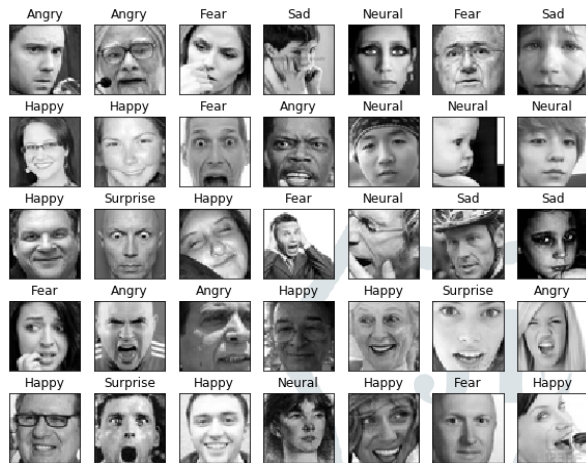 Angry Angry Fear Sad Neural Fear Sad
Happy Happy Fear Angry Neural Neural Neural
Happy Surprise Happy Fear Neural Sad Sad
Fear Angry Angry Happy Happy Surprise Angry
Happy Surprise Happy Neural Happy Fear Happy